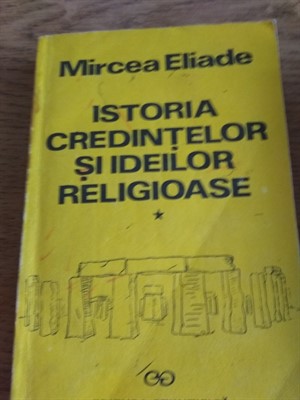 Mircea Eliade
ISTORIA
CREDINȚELOR
ȘI IDEILOR
RELIGIOASE
*